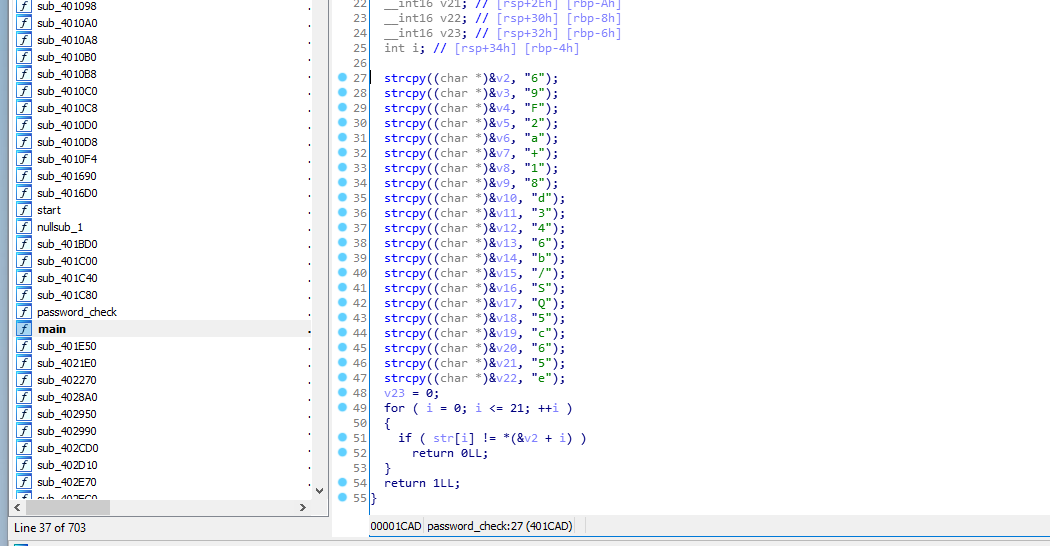 sub_401098
sub_4010A0
sub_4010A8
sub_4010B0
sub_4010B8
sub_4010C0
sub_4010C8
sub_4010D0
sub_4010D8
sub_4010F4
sub_401690
sub_4016D0
start
nullsub_1
sub_401BD0
sub_401C00
sub_401C40
sub_401C80
password_check
main
sub_401E50
sub_4021E0
sub_402270
sub_4028A0
sub_402950
sub_402990
sub_402CD0
sub_402D10
sub_402E70
sub_402EC0
Line 37 of 703
22 __int16 v21; // [rsp+2Eh] [rbp-Ah]
23 __int16 v22; // [rsp+30h] [rbp-8h]
24 __int16 v23; // [rsp+32h] [rbp-6h]
25 int i; // [rsp+34h] [rbp-4h]
26
27 strcpy((char *)&v2, "6");
28 strcpy((char *)&v3, "9");
29 strcpy((char *)&v4, "F");
30 strcpy((char *)&v5, "2");
31 strcpy((char *)&v6, "a");
32 strcpy((char *)&v7, "+");
33 strcpy((char *)&v8, "1");
34 strcpy((char *)&v9, "8");
35 strcpy((char *)&v10, "d");
36 strcpy((char *)&v11, "3");
37 strcpy((char *)&v12, "4");
38 strcpy((char *)&v13, "6");
39 strcpy((char *)&v14, "b");
40 strcpy((char *)&v15, "/");
41 strcpy((char *)&v16, "S");
42 strcpy((char *)&v17, "Q");
43 strcpy((char *)&v18, "5");
44 strcpy((char *)&v19, "c");
45 strcpy((char *)&v20, "6");
46 strcpy((char *)&v21, "5");
47 strcpy((char *)&v22, "e");
48 v23 = 0;
49 for ( i = 0; i <= 21; ++i )
50 {
51 if ( str[i] != *(&v2 + i) )
52 return 0LL;
53 }
54 return 1LL;
55 }
00001CAD password_check:27 (401CAD)